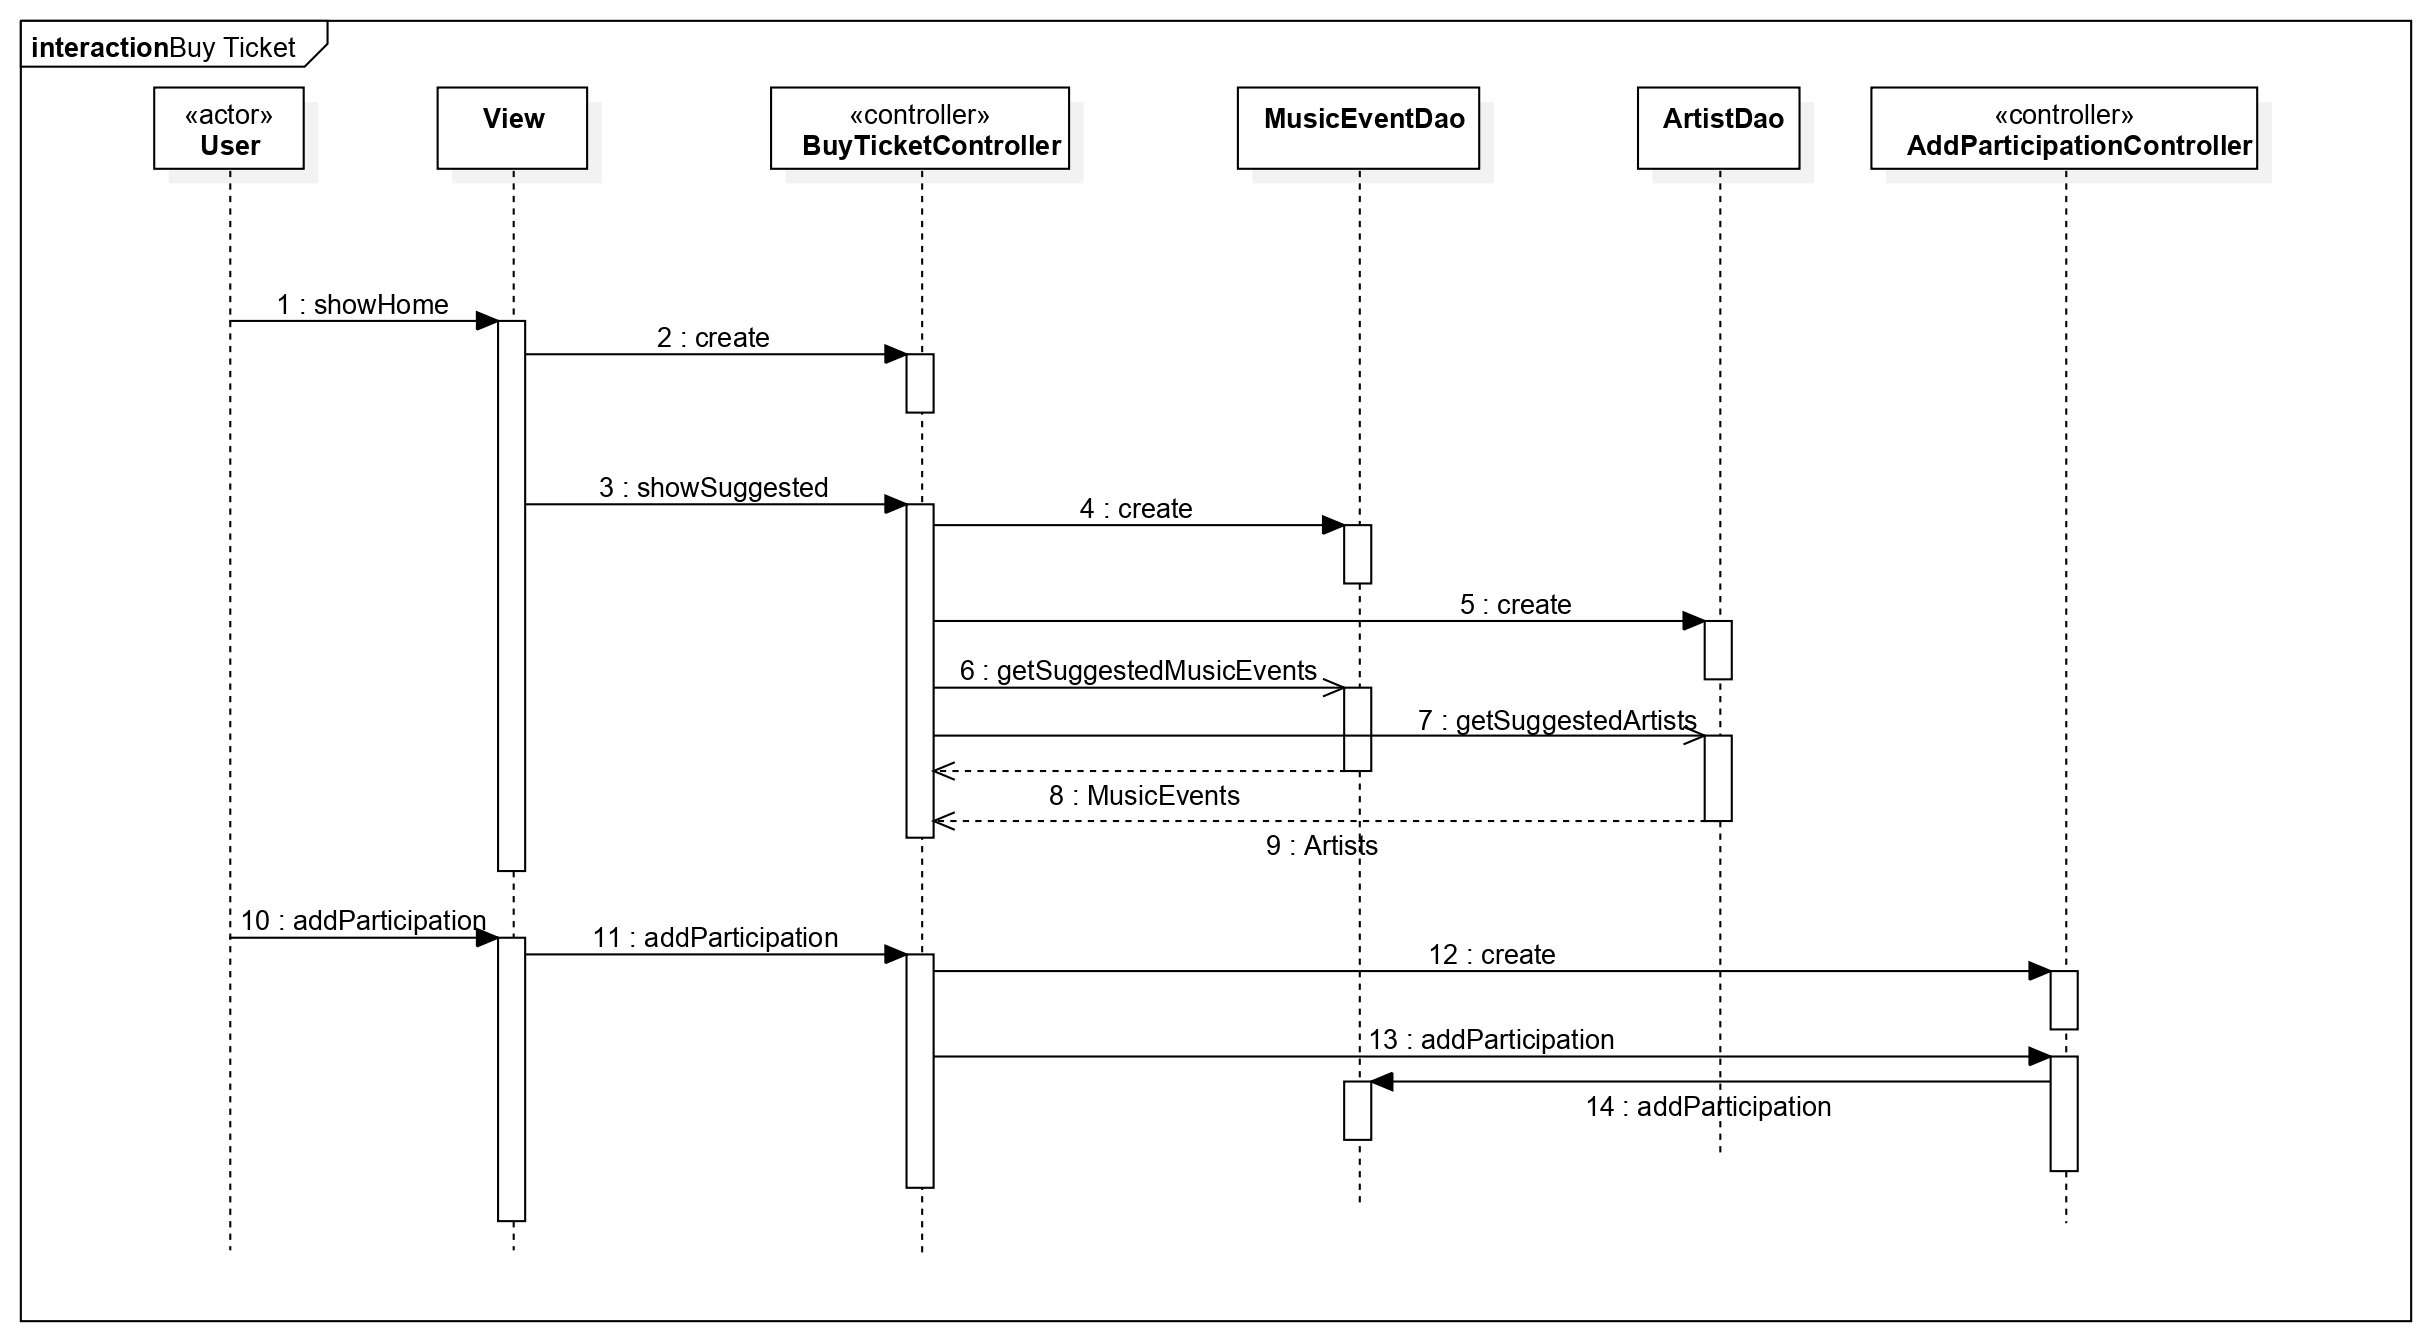 interactionBuy Ticket
«actor»
User
View
«controller»
BuyTicketController
MusicEventDao
ArtistDao
«controller»
AddParticipationController
1 : showHome
2 : create
3 : showSuggested
4 : create
5 : create
6 : getSuggestedMusicEvents
7 : getSuggestedArtists
8 : MusicEvents
9 : Artists
10 : addParticipation
11 : addParticipation
12 : create
13 : addParticipation
14 : addParticipation